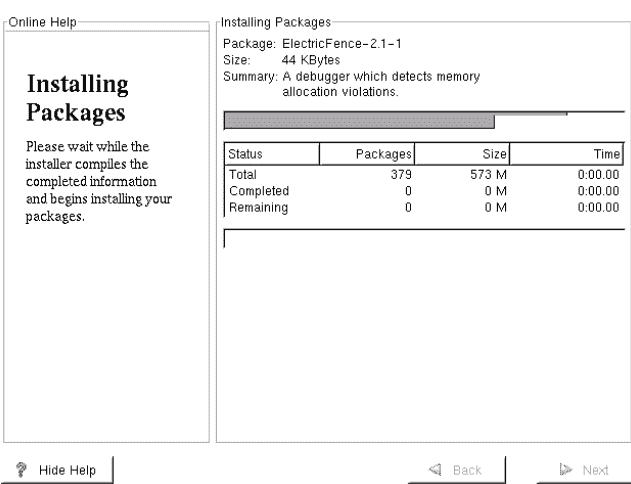 Online Help
Installing
Packages
Please wait while the
installer compiles the
completed information
and begins installing your
packages.
Installing Packages
Package: ElectricFence-2.1-1
Size: 44 KBytes
Summary: A debugger which detects memory
allocation violations.
Status Packages Size Time
Total 379 573 M 0:00.00
Completed 0 0 M 0:00.00
Remaining 0 0 M 0:00.00
Hide Help
Back
Next